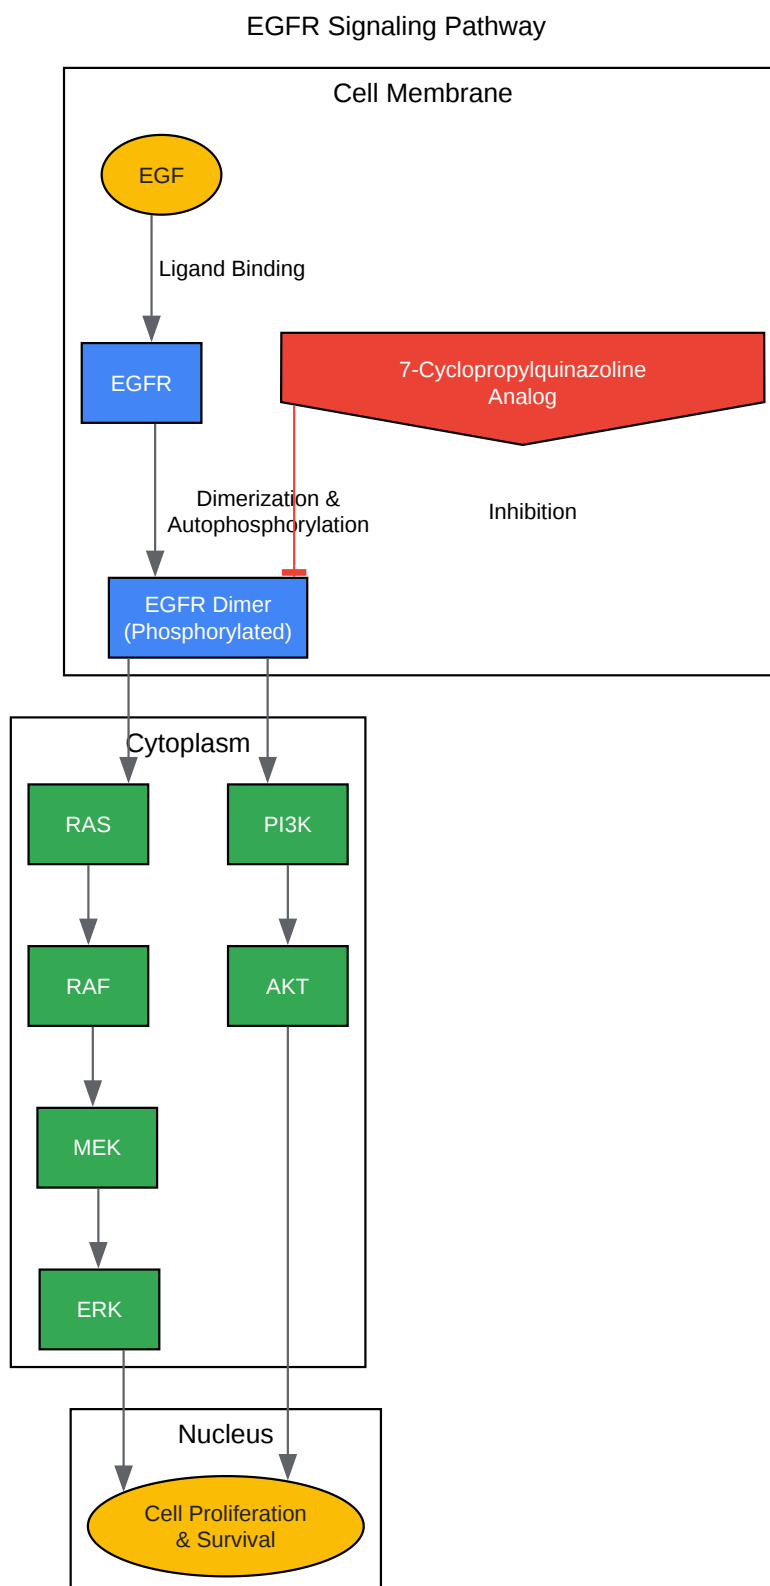 EGFR Signaling Pathway
Cell Membrane
EGF
Ligand Binding
EGFR
7-Cyclopropylquinazoline
Analog
Dimerization &
Autophosphorylation
Inhibition
EGFR Dimer
(Phosphorylated)
Cytoplasm
RAS
PI3K
RAF
AKT
MEK
ERK
Nucleus
Cell Proliferation
& Survival